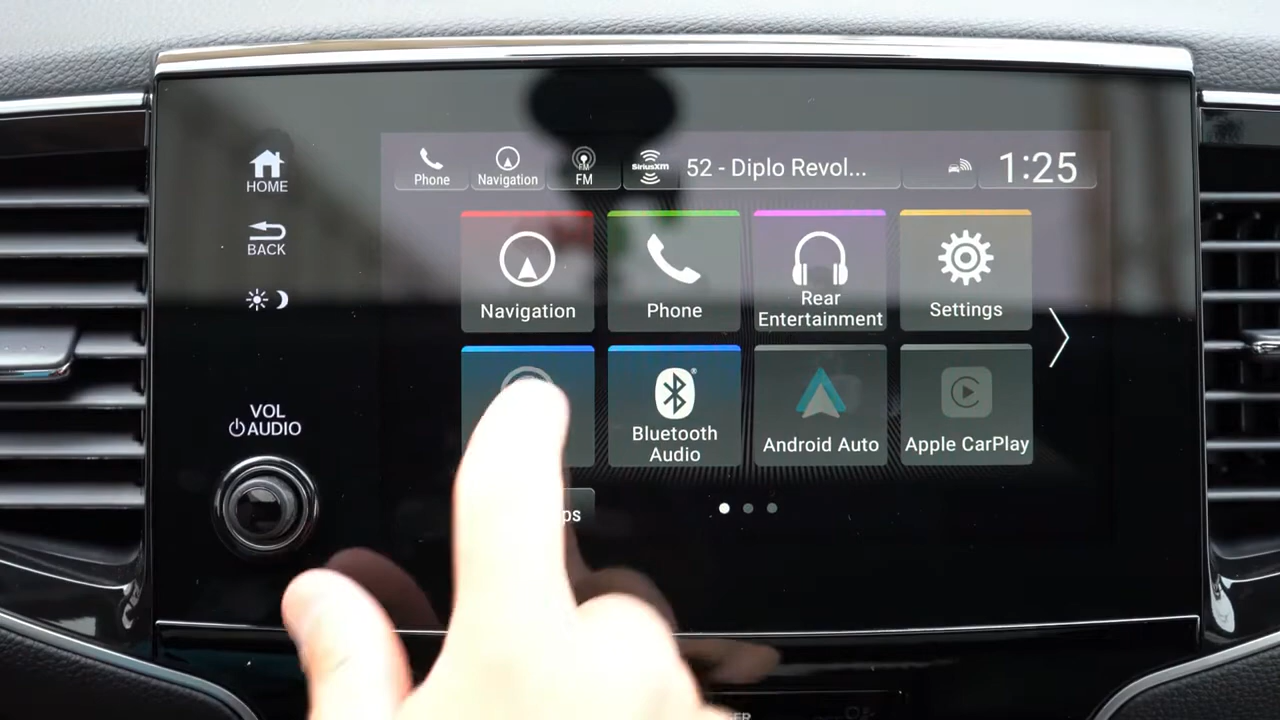 HOME
BACK
VOL
AUDIO
Phone
Navigation
FM
FM
SiriusXM
52 - Diplo Revol...
1:25
Navigation
Phone
Rear
Entertainment
Settings
Bluetooth
Audio
Android Auto
Apple CarPlay